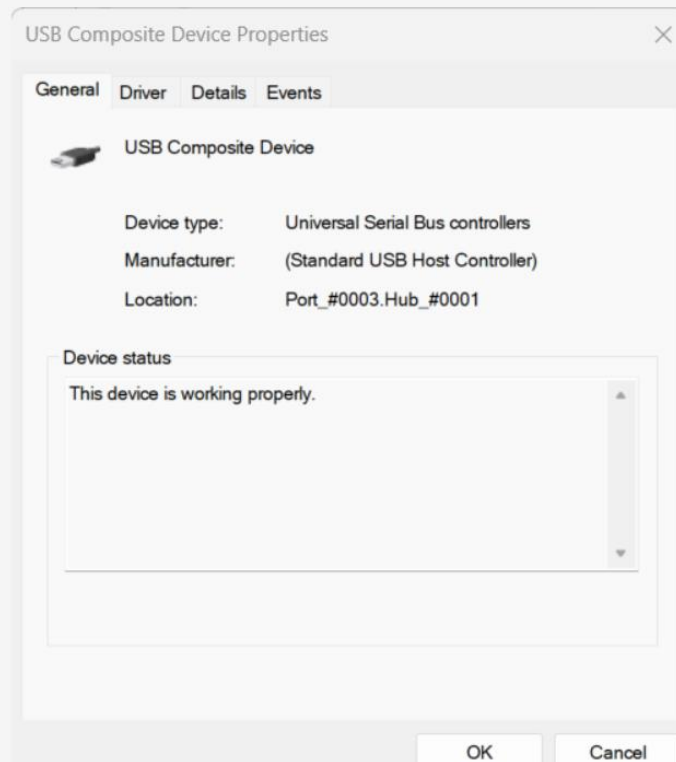 USB Composite Device Properties
General Driver Details Events
USB Composite Device
Device type: Universal Serial Bus controllers
Manufacturer: (Standard USB Host Controller)
Location: Port_#0003.Hub_#0001
Device status
This device is working properly.
OK Cancel